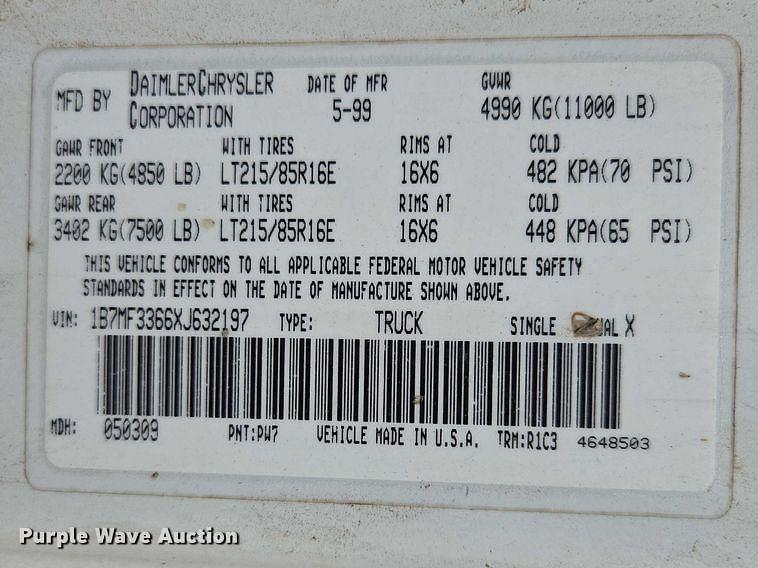 MFD BY DAIMLERCHRYSLER CORPORATION DATE OF MFR 5-99 GVWR 4990 KG(11000 LB)
GAWR FRONT WITH TIRES RIMS AT COLD
2200 KG(4850 LB) LT215/85R16E 16X6 482 KPA(70 PSI)
GAWR REAR WITH TIRES RIMS AT COLD
3402 KG(7500 LB) LT215/85R16E 16X6 448 KPA(65 PSI)
THIS VEHICLE CONFORMS TO ALL APPLICABLE FEDERAL MOTOR VEHICLE SAFETY
STANDARDS IN EFFECT ON THE DATE OF MANUFACTURE SHOWN ABOVE.
VIN: 1B7MF3366XJ632197 TYPE: TRUCK SINGLE X
MDH: 050309 PNT:PW7 VEHICLE MADE IN U.S.A. TRM:R1C3 4648503
Purple Wave Auction